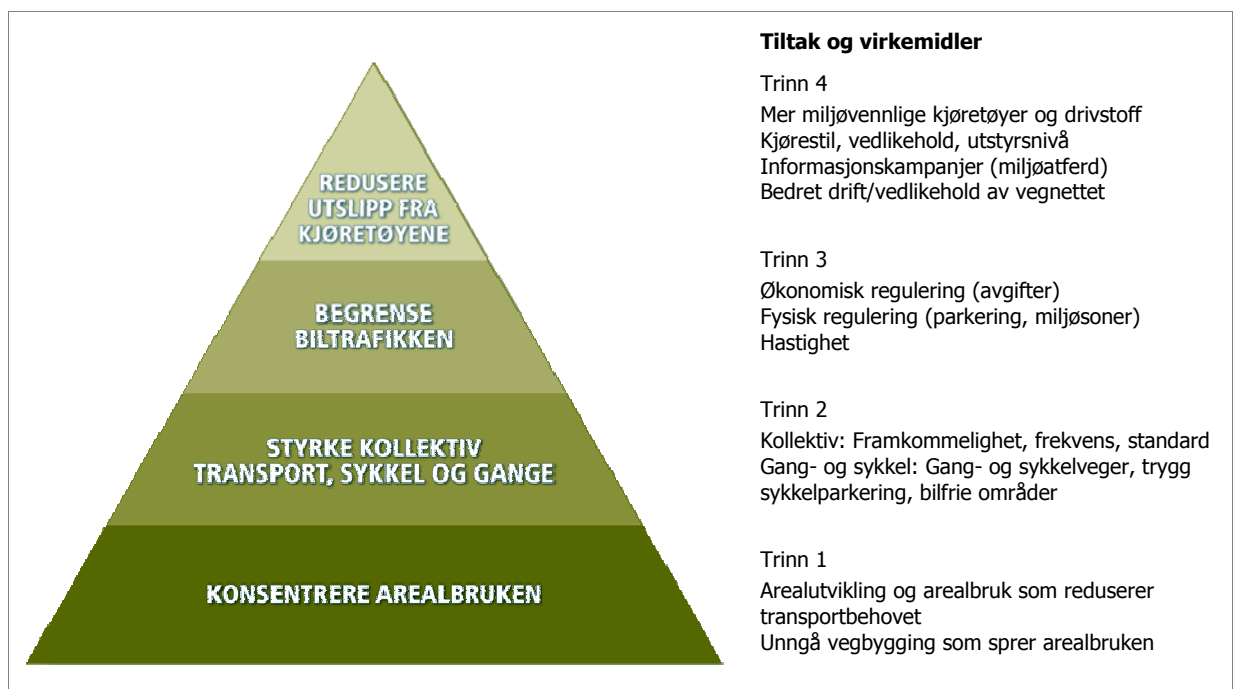 Tiltak og virkemidler
Trinn 4
Mer miljøvennlige kjøretøyer og drivstoff
Kjørestil, vedlikehold, utstyrsnivå
Informasjonskampanjer (miljøatferd)
Bedret drift/vedlikehold av vegnettet
REDUSERE
UTSLIPP FRA
KJØRETØYENE
Trinn 3
Økonomisk regulering (avgifter)
Fysisk regulering (parkering, miljøsoner)
Hastighet
BEGRENSE
BILTRAFIKKEN
Trinn 2
Kollektiv: Framkommelighet, frekvens, standard
Gang- og sykkel: Gang- og sykkelveger, trygg
sykkelparkering, bilfrie områder
STYRKE KOLLEKTIV
TRANSPORT, SYKKEL OG GANGE
Trinn 1
Arealutvikling og arealbruk som reduserer
transportbehovet
Unngå vegbygging som sprer arealbruken
KONSENTRERE AREALBRUKEN